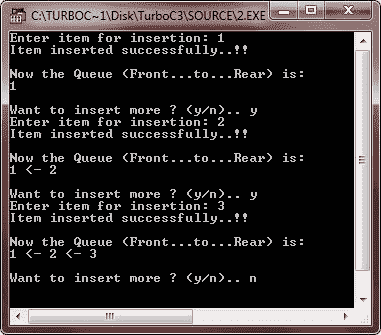 C:\TURBOC~1\Disk\TurboC3\SOURCE\2.EXE
Enter item for insertion: 1
Item inserted successfully..!!
Now the Queue (Front...to...Rear) is:
1
Want to insert more ? (y/n).. y
Enter item for insertion: 2
Item inserted successfully..!!
Now the Queue (Front...to...Rear) is:
1 <- 2
Want to insert more ? (y/n).. y
Enter item for insertion: 3
Item inserted successfully..!!
Now the Queue (Front...to...Rear) is:
1 <- 2 <- 3
Want to insert more ? (y/n).. n